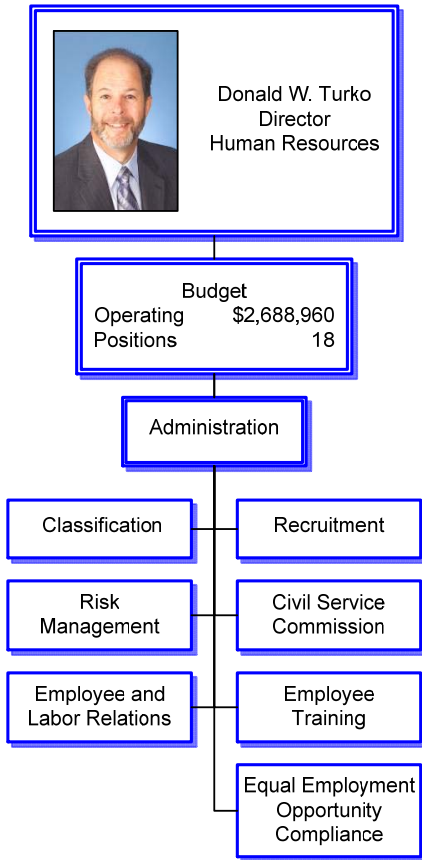 Donald W. Turko
Director
Human Resources
Budget
Operating $2,688,960
Positions 18
Administration
Classification
Recruitment
Risk
Management
Civil Service
Commission
Employee and
Labor Relations
Employee
Training
Equal Employment
Opportunity
Compliance